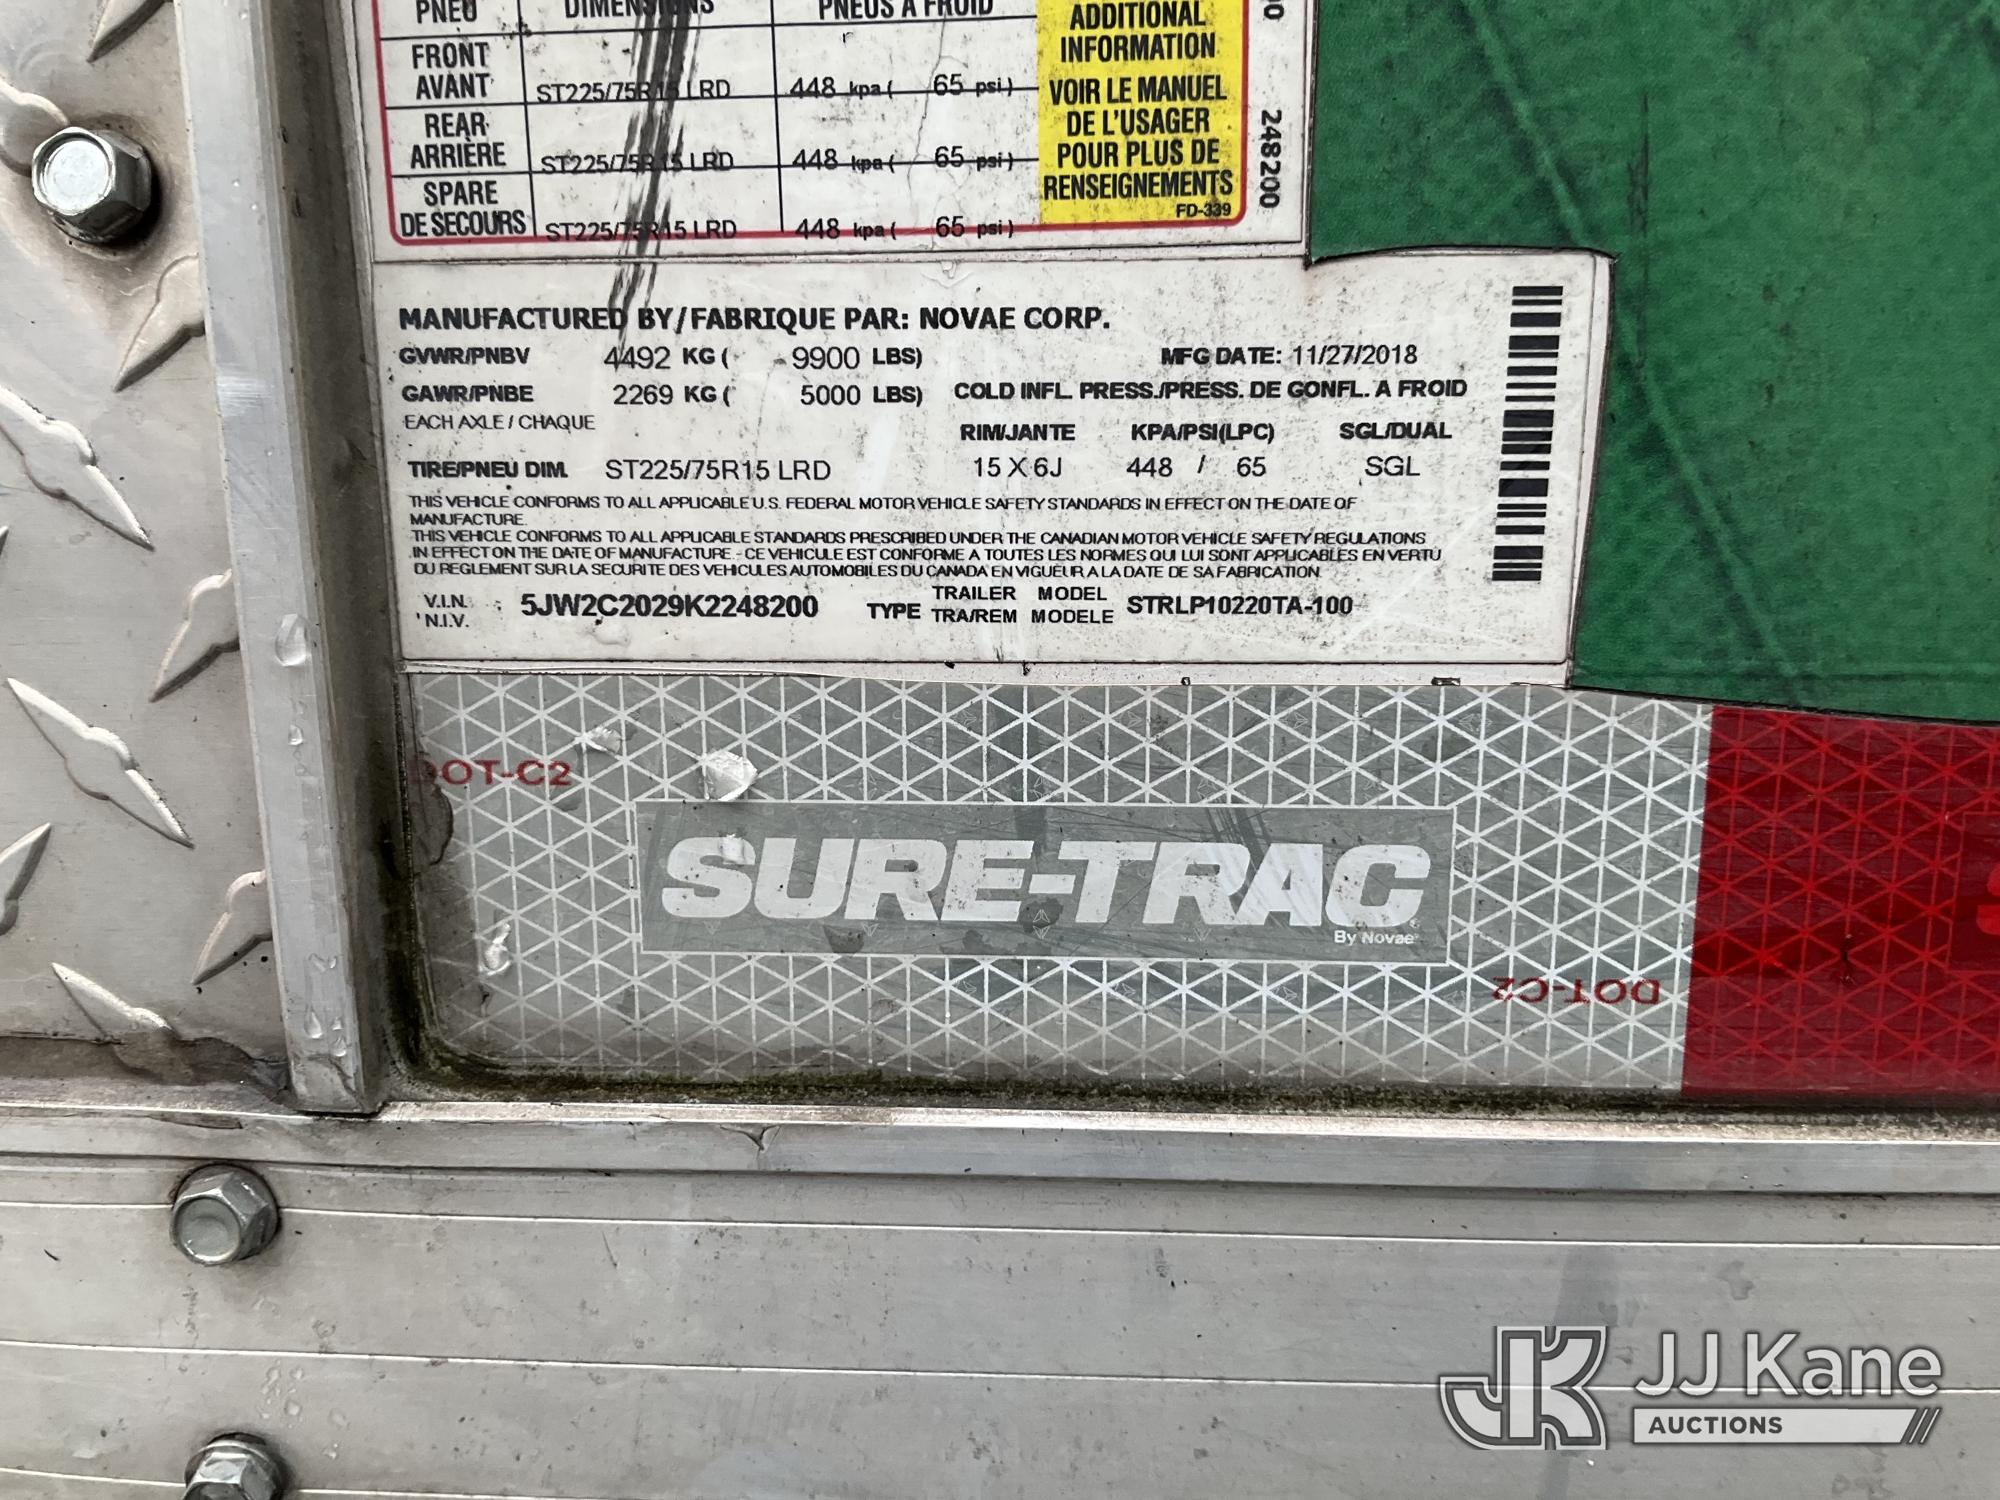 PNEU DIMENSIONS PNEUS A FROID
FRONT
AVANT ST225/75R15 LRD 448 kpa ( 65 psi )
REAR
ARRIÈRE ST225/75R15 LRD 448 kpa ( 65 psi )
SPARE
DE SECOURS ST225/75R15 LRD 448 kpa ( 65 psi )
ADDITIONAL
INFORMATION
VOIR LE MANUEL
DE L'USAGER
POUR PLUS DE
RENSEIGNEMENTS
FD-339
248200
MANUFACTURED BY/FABRIQUE PAR: NOVAE CORP.
GVWR/PNBV 4492 KG ( 9900 LBS) MFG DATE: 11/27/2018
GAWR/PNBE 2269 KG ( 5000 LBS) COLD INFL. PRESS./PRESS. DE GONFL. A FROID
EACH AXLE / CHAQUE
RIM/JANTE KPA/PSI(LPC) SGL/DUAL
TIRE/PNEU DIM. ST225/75R15 LRD 15 X 6J 448 / 65 SGL
THIS VEHICLE CONFORMS TO ALL APPLICABLE U.S. FEDERAL MOTOR VEHICLE SAFETY STANDARDS IN EFFECT ON THE DATE OF
MANUFACTURE.
THIS VEHICLE CONFORMS TO ALL APPLICABLE STANDARDS PRESCRIBED UNDER THE CANADIAN MOTOR VEHICLE SAFETY REGULATIONS
IN EFFECT ON THE DATE OF MANUFACTURE. - CE VEHICULE EST CONFORME A TOUTES LES NORMES QUI LUI SONT APPLICABLES EN VERTU
DU REGLEMENT SUR LA SECURITE DES VEHICULES AUTOMOBILES DU CANADA EN VIGUEUR A LA DATE DE SA FABRICATION.
V.I.N. : 5JW2C2029K2248200 TYPE TRAILER MODEL STRLP10220TA-100
N.I.V. TRA/REM MODELE
DOT-C2
SURE-TRAC
By Novae
DOT-C2
JJ Kane
AUCTIONS